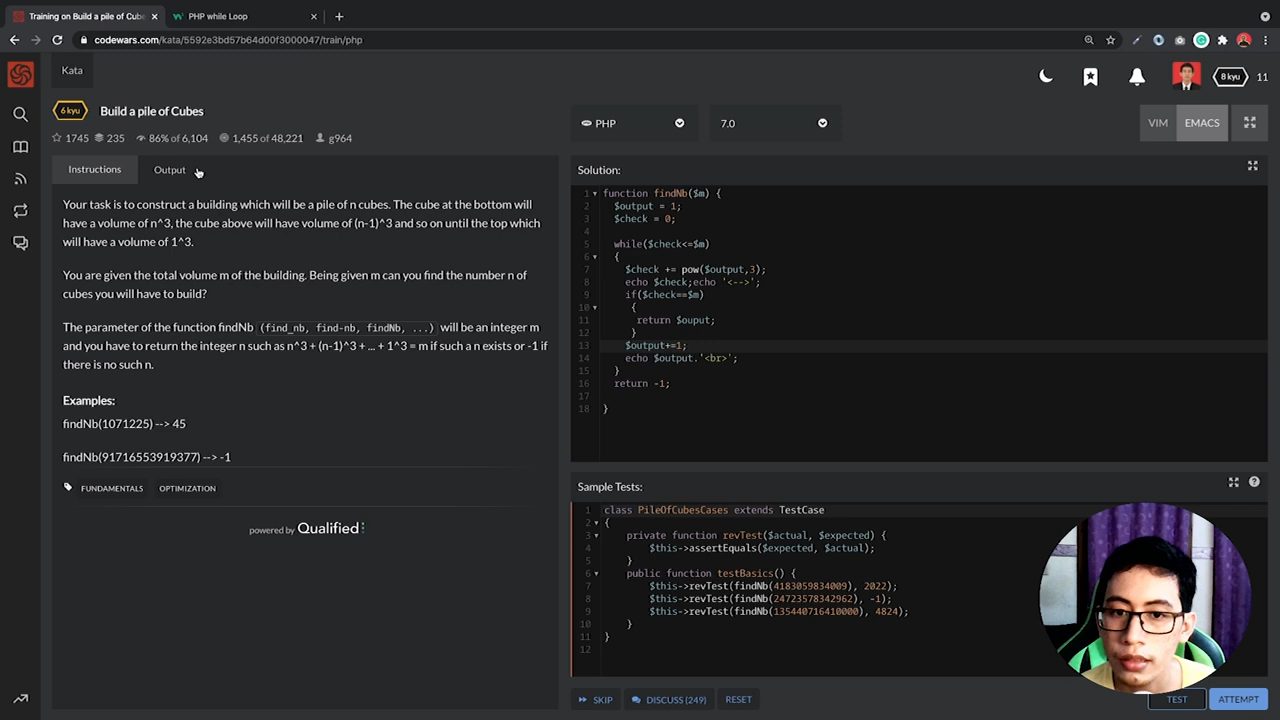 Training on Build a pile of Cube
PHP while Loop
codewars.com/kata/5592e3bd57b64d00f3000047/train/php
Kata
8 kyu
11
6 kyu
Build a pile of Cubes
1745
235
86% of 6,104
1,455 of 48,221
g964
PHP
7.0
VIM
EMACS
Instructions
Output
Your task is to construct a building which will be a pile of n cubes. The cube at the bottom will
have a volume of n^3, the cube above will have volume of (n-1)^3 and so on until the top which
will have a volume of 1^3.
You are given the total volume m of the building. Being given m can you find the number n of
cubes you will have to build?
The parameter of the function findNb (find_nb, find-nb, findNb, ...) will be an integer m
and you have to return the integer n such as n^3 + (n-1)^3 + ... + 1^3 = m if such a n exists or -1 if
there is no such n.
Examples:
findNb(1071225) --> 45
findNb(91716553919377) --> -1
FUNDAMENTALS
OPTIMIZATION
powered by Qualified
Solution:
1 function findNb($m) {
2 $output = 1;
3 $check = 0;
4
5 while($check<=$m)
6 {
7 $check += pow($output,3);
8 echo $check;echo '<-->';
9 if($check==$m)
10 {
11 return $ouput;
12 }
13 $output+=1;
14 echo $output.'<br>';
15 }
16 return -1;
17
18 }
Sample Tests:
1 class PileOfCubesCases extends TestCase
2 {
3 private function revTest($actual, $expected) {
4 $this->assertEquals($expected, $actual);
5 }
6 public function testBasics() {
7 $this->revTest(findNb(4183059834009), 2022);
8 $this->revTest(findNb(24723578342962), -1);
9 $this->revTest(findNb(135440716410000), 4824);
10 }
11 }
12
SKIP
DISCUSS (249)
RESET
TEST
ATTEMPT